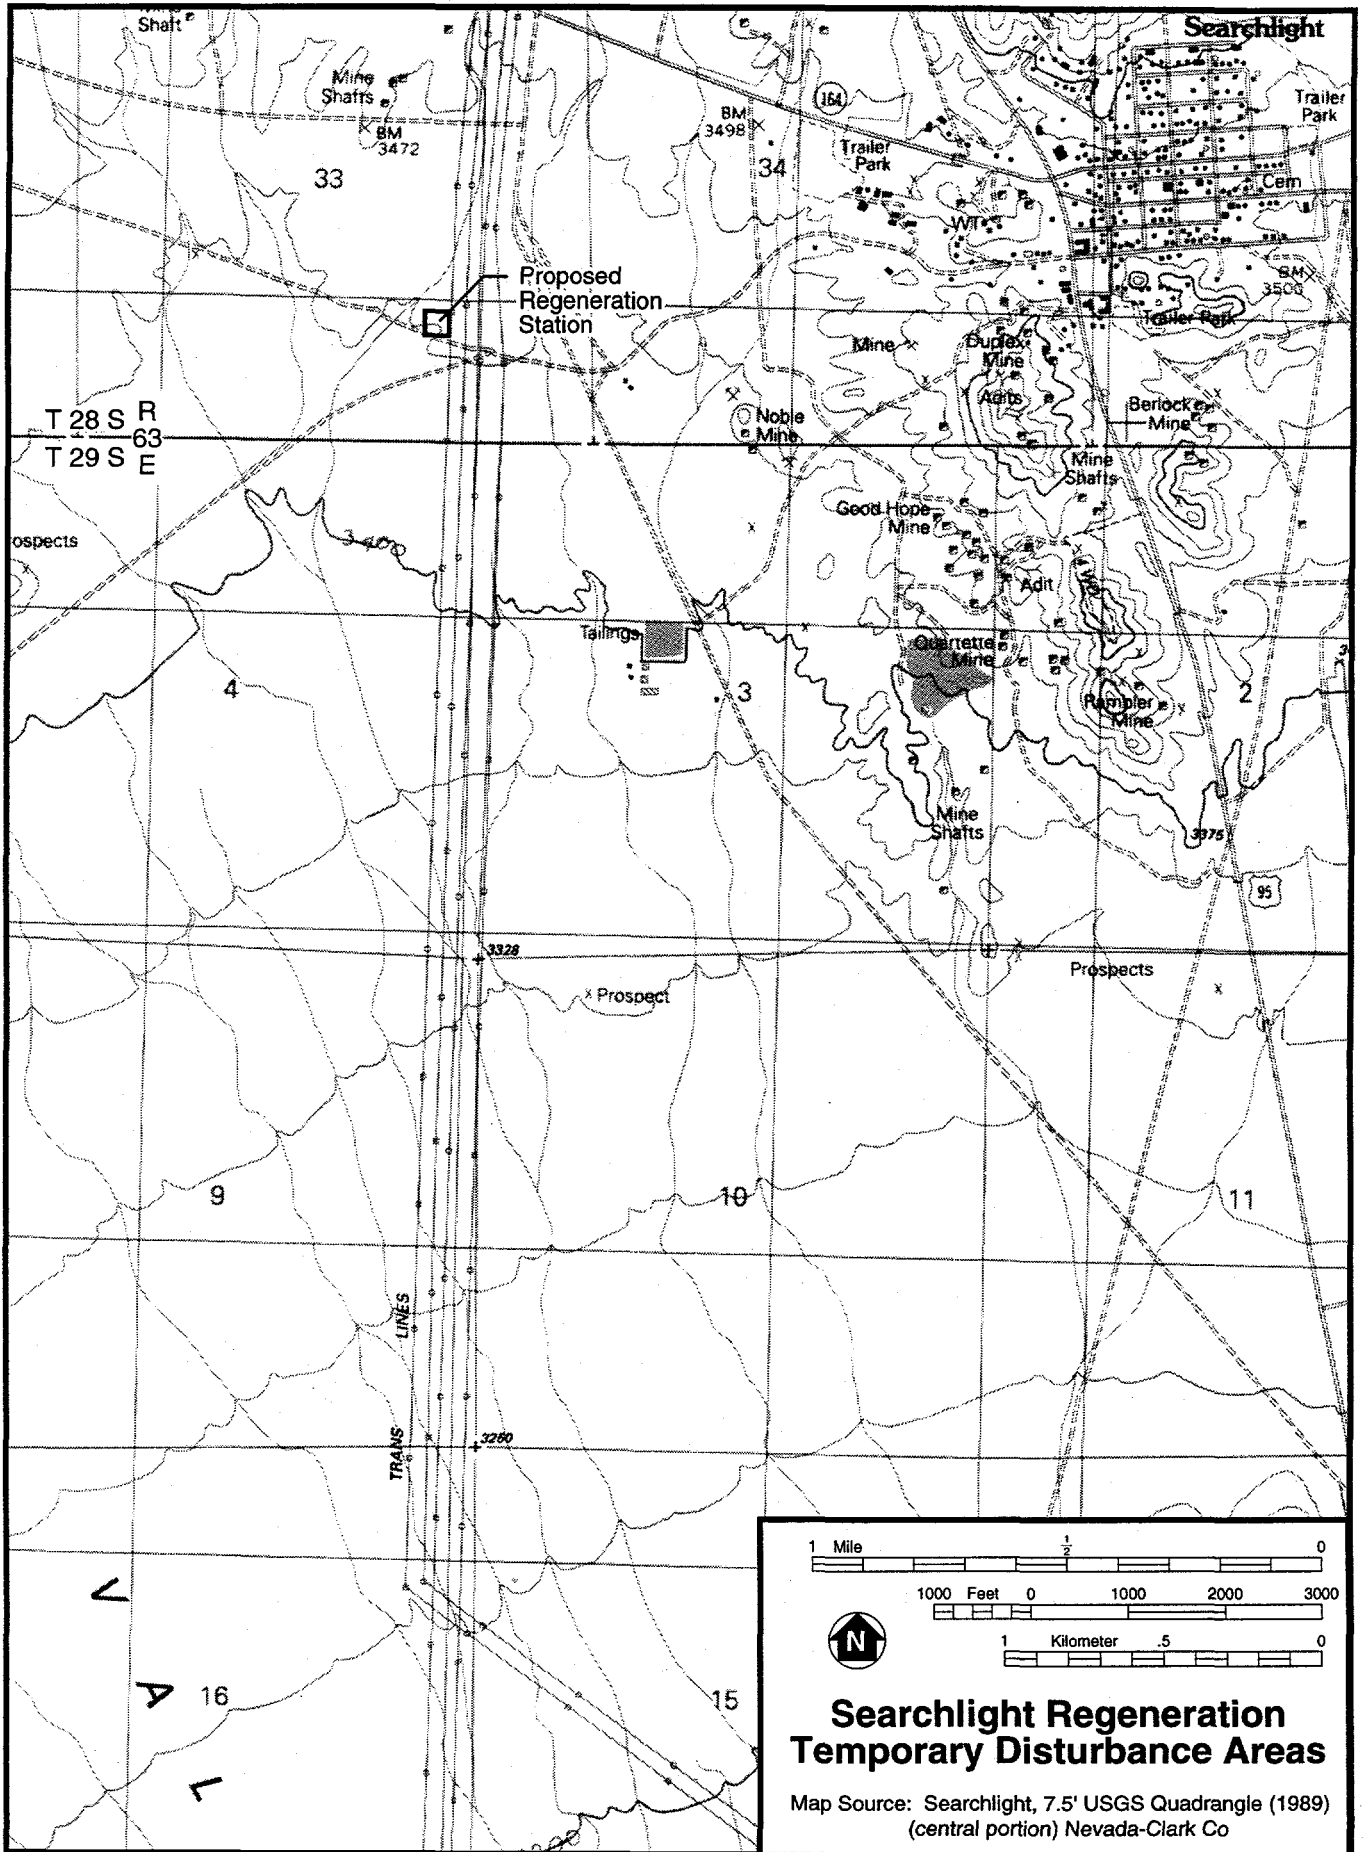 Shaft
Searchlight
Mine
Shafts
BM
3472
33
164
BM
3498
34
Trailer
Park
Trailer
Park
Cem
WT
BM
3500
Trailer Park
Proposed
Regeneration
Station
Mine
Duplex
Mine
Adits
Noble
Mine
Berlock
Mine
T 28 S R
63
T 29 S E
Mine
Shafts
Good Hope
Mine
ospects
3400
Adit
Tailings
Quartette
Mine
4
3
2
Rambler
Mine
Mine
Shafts
3375
95
3328
Prospect
Prospects
9
10
11
TRANS LINES
3260
V
A
L
16
15
1 Mile ½ 0
1000 Feet 0 1000 2000 3000
1 Kilometer .5 0
N
Searchlight Regeneration
Temporary Disturbance Areas
Map Source: Searchlight, 7.5' USGS Quadrangle (1989)
(central portion) Nevada-Clark Co